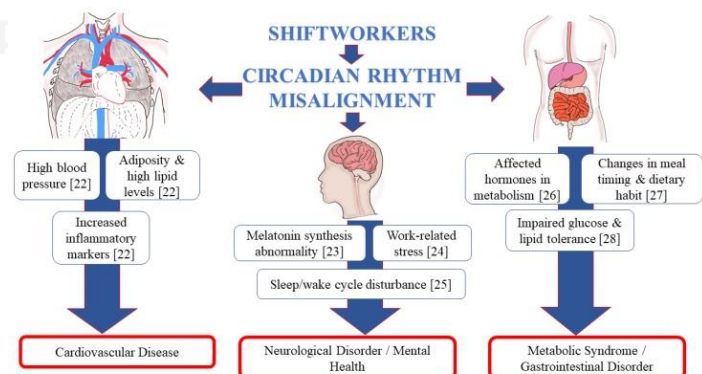 SHIFTWORKERS
CIRCADIAN RHYTHM
MISALIGNMENT
High blood
pressure [22]
Adiposity &
high lipid
levels [22]
Increased
inflammatory
markers [22]
Melatonin synthesis
abnormality [23]
Work-related
stress [24]
Sleep/wake cycle disturbance [25]
Affected
hormones in
metabolism [26]
Changes in meal
timing & dietary
habit [27]
Impaired glucose &
lipid tolerance [28]
Cardiovascular Disease
Neurological Disorder / Mental
Health
Metabolic Syndrome /
Gastrointestinal Disorder